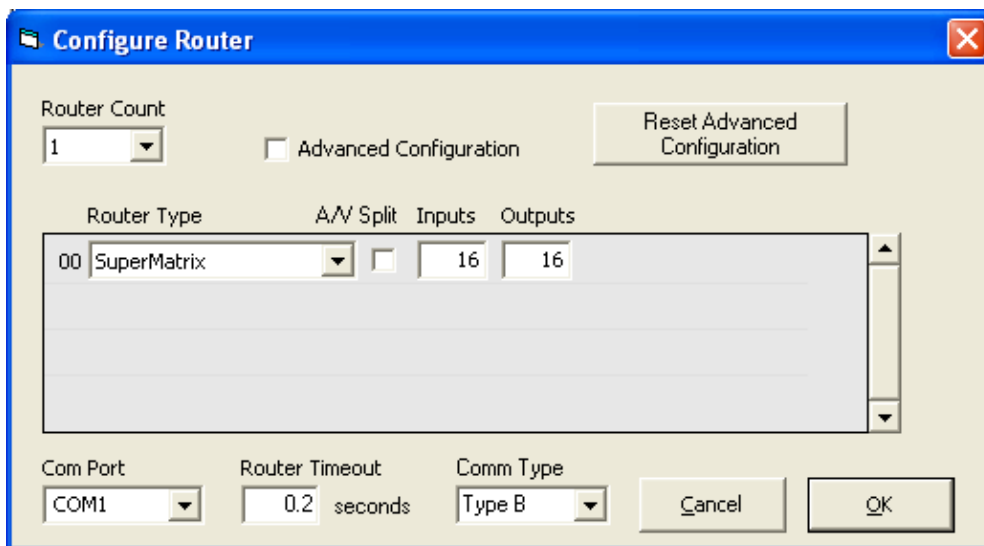 Configure Router
Router Count
1
Advanced Configuration
Reset Advanced
Configuration
Router Type A/V Split Inputs Outputs
00 SuperMatrix 16 16
Com Port Router Timeout Comm Type
COM1 0.2 seconds Type B Cancel OK